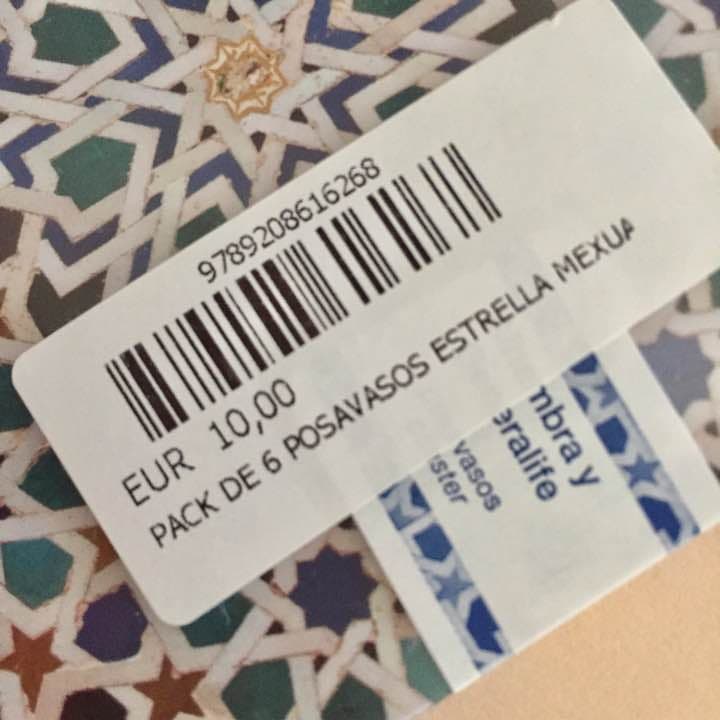 9789208616268
EUR 10,00
PACK DE 6 POSAVASOS ESTRELLA MEXUA
mbra y
eralife
vasos
ster